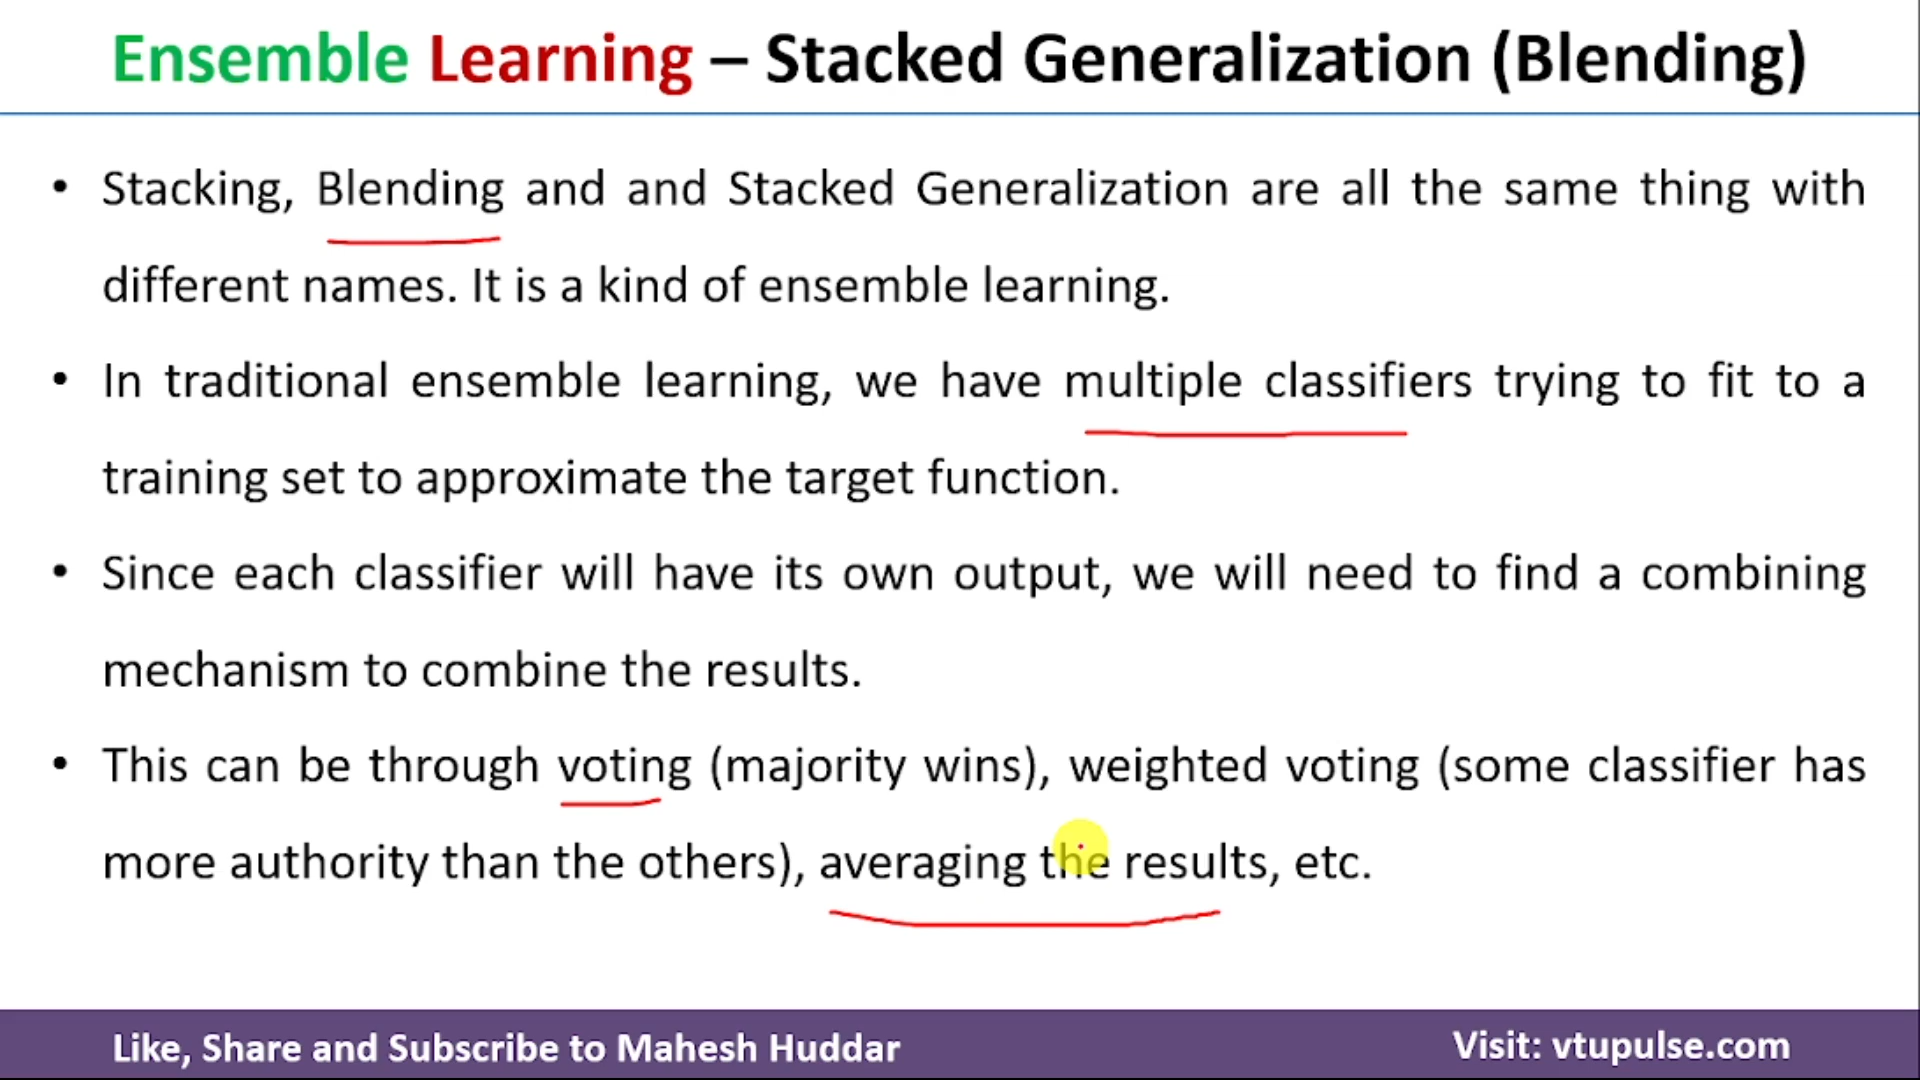 Ensemble Learning – Stacked Generalization (Blending)
• Stacking, Blending and and Stacked Generalization are all the same thing with
different names. It is a kind of ensemble learning.
• In traditional ensemble learning, we have multiple classifiers trying to fit to a
training set to approximate the target function.
• Since each classifier will have its own output, we will need to find a combining
mechanism to combine the results.
• This can be through voting (majority wins), weighted voting (some classifier has
more authority than the others), averaging the results, etc.
Like, Share and Subscribe to Mahesh Huddar
Visit: vtupulse.com